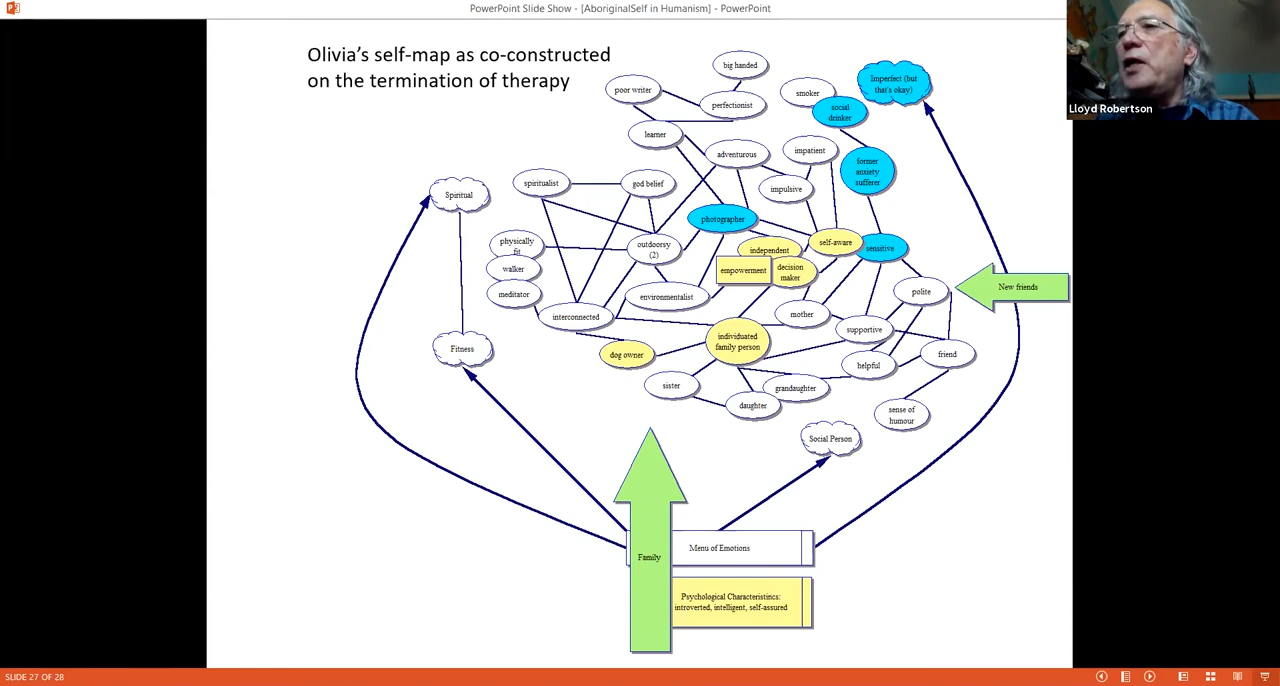 PowerPoint Slide Show - [AboriginalSelf in Humanism] - PowerPoint
Lloyd Robertson
Olivia's self-map as co-constructed
on the termination of therapy
big handed
poor writer
perfectionist
smoker
Imperfect (but
that's okay)
social
drinker
learner
adventurous
impatient
former
anxiety
sufferer
spiritualist
god belief
impulsive
Spiritual
photographer
physically
fit
outdoorsy
(2)
independent
self-aware
sensitive
walker
empowerment
decision
maker
meditator
environmentalist
polite
New friends
interconnected
mother
supportive
individuated
family person
Fitness
dog owner
helpful
friend
sister
grandaughter
daughter
sense of
humour
Social Person
Family
Menu of Emotions
Psychological Characteristincs:
introverted, intelligent, self-assured
SLIDE 27 OF 28